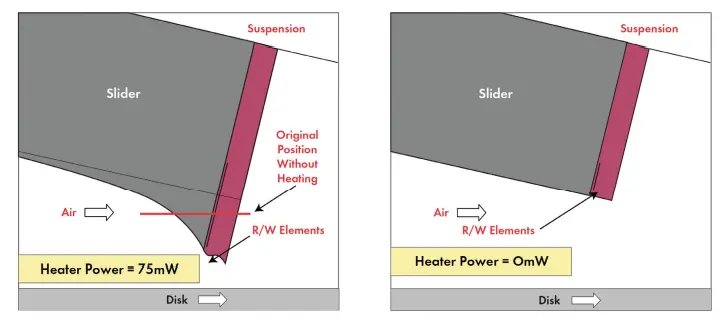 Suspension
Slider
Original
Position
Without
Heating
Air
R/W Elements
Heater Power = 75mW
Disk
Suspension
Slider
Air
R/W Elements
Heater Power = OmW
Disk